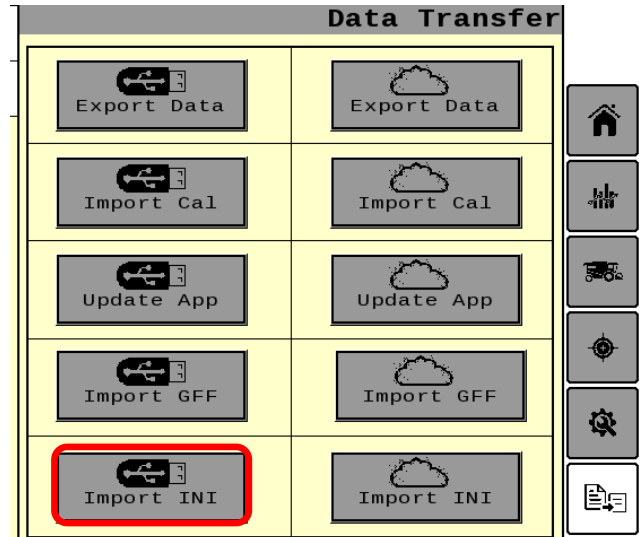 Data Transfer
Export Data
Export Data
Import Cal
Import Cal
Update App
Update App
Import GFF
Import GFF
Import INI
Import INI